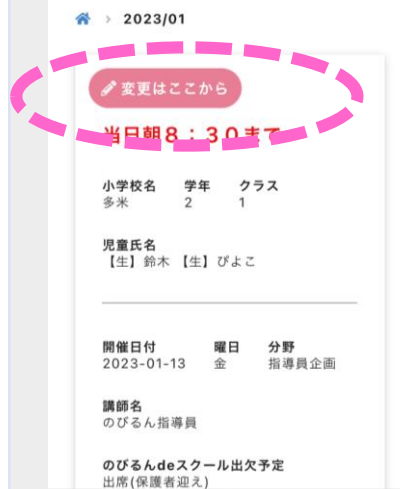 2023/01
変更はここから
当日朝8：30まで
小学校名 学年 クラス
多米 2 1
児童氏名
【生】鈴木 【生】ぴよこ
開催日付 曜日 分野
2023-01-13 金 指導員企画
講師名
のびるん指導員
のびるんdeスクール出欠予定
出席(保護者迎え)